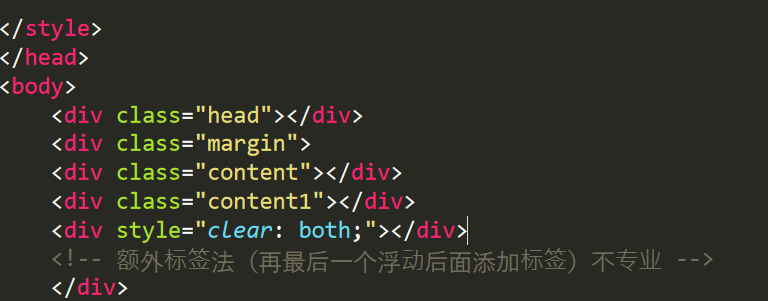 </style>
</head>
<body>
<div class="head"></div>
<div class="margin">
<div class="content"></div>
<div class="content1"></div>
<div style="clear: both;"></div>
<!-- 额外标签法（再最后一个浮动后面添加标签）不专业 -->
</div>